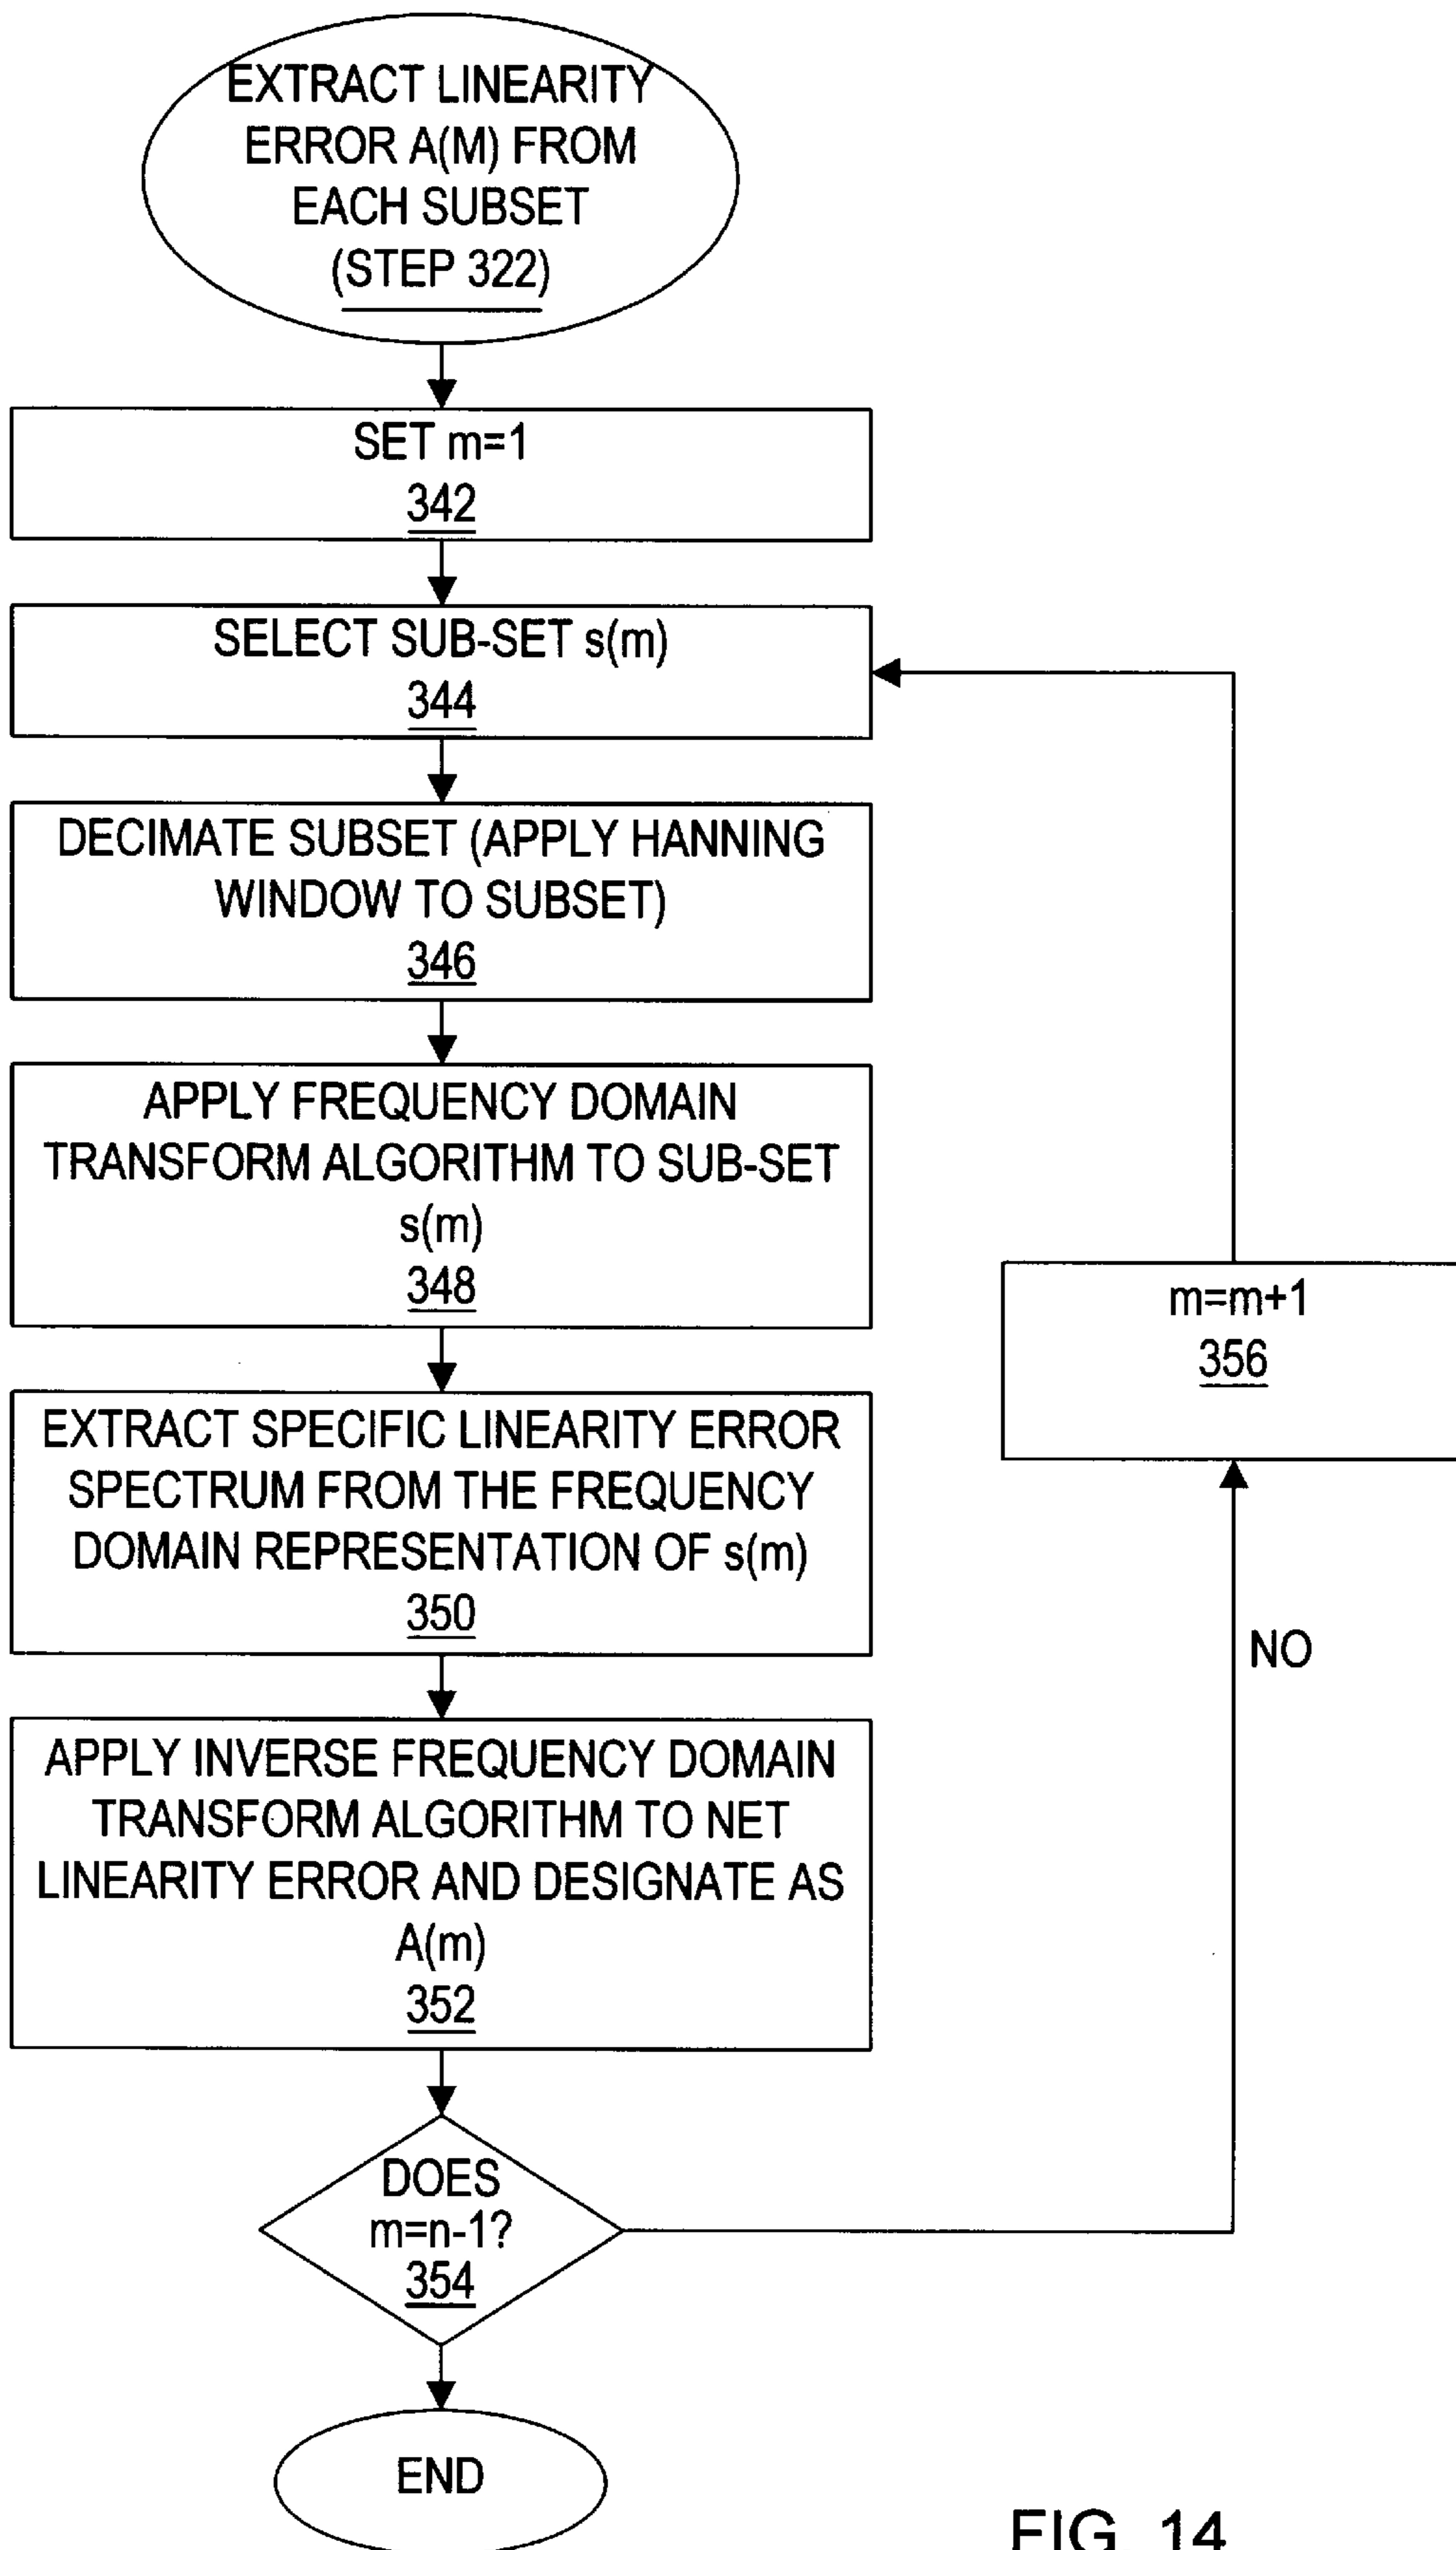 EXTRACT LINEARITY
ERROR A(M) FROM
EACH SUBSET
(STEP 322)
SET m=1
342
SELECT SUB-SET s(m)
344
DECIMATE SUBSET (APPLY HANNING
WINDOW TO SUBSET)
346
APPLY FREQUENCY DOMAIN
TRANSFORM ALGORITHM TO SUB-SET
s(m)
348
EXTRACT SPECIFIC LINEARITY ERROR
SPECTRUM FROM THE FREQUENCY
DOMAIN REPRESENTATION OF s(m)
350
APPLY INVERSE FREQUENCY DOMAIN
TRANSFORM ALGORITHM TO NET
LINEARITY ERROR AND DESIGNATE AS
A(m)
352
DOES
m=n-1?
354
NO
m=m+1
356
END
FIG. 14